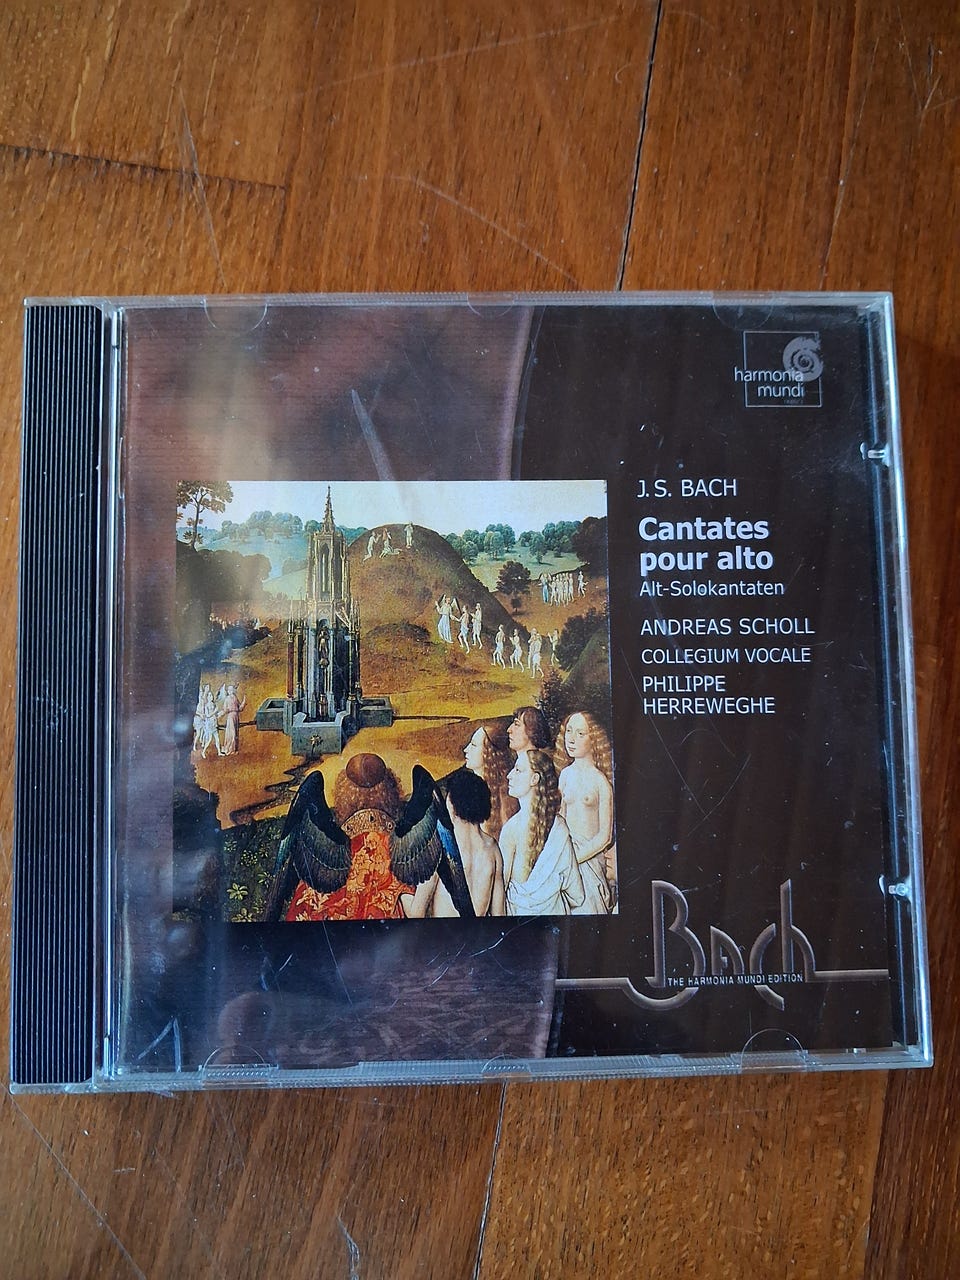 harmonia
mundi
J. S. BACH
Cantates
pour alto
Alt-Solokantaten
ANDREAS SCHOLL
COLLEGIUM VOCALE
PHILIPPE
HERREWEGHE
Bach
THE HARMONIA MUNDI EDITION